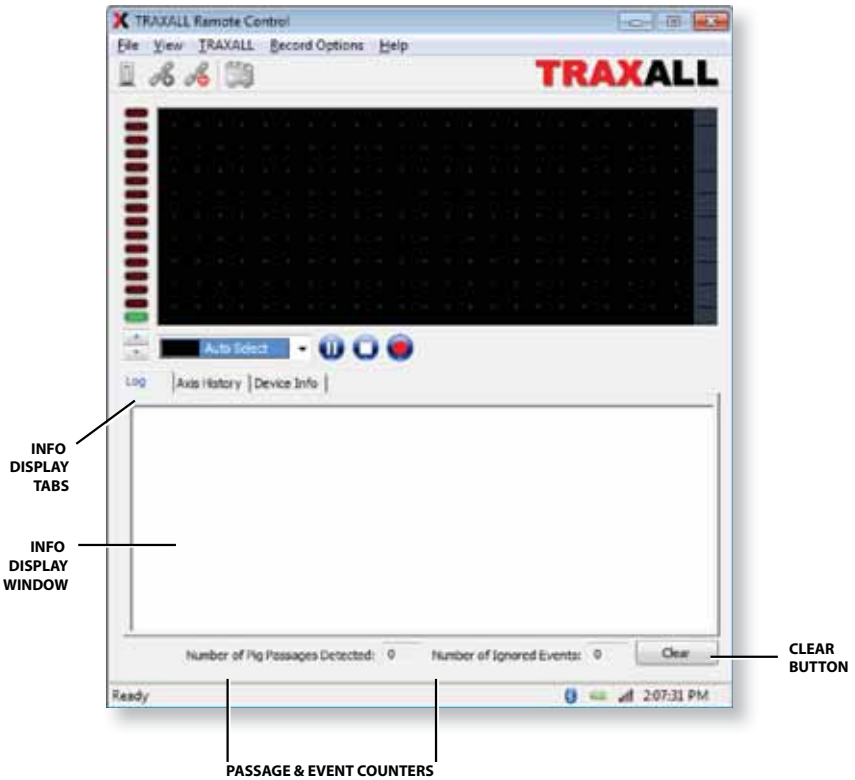 X TRAXALL Remote Control
File View TRAXALL Record Options Help
TRAXALL
Auto Select
Log Axis History Device Info
INFO
DISPLAY
TABS
INFO
DISPLAY
WINDOW
Number of Pig Passages Detected: 0 Number of Ignored Events: 0 Clear
CLEAR
BUTTON
Ready 2:07:31 PM
PASSAGE & EVENT COUNTERS